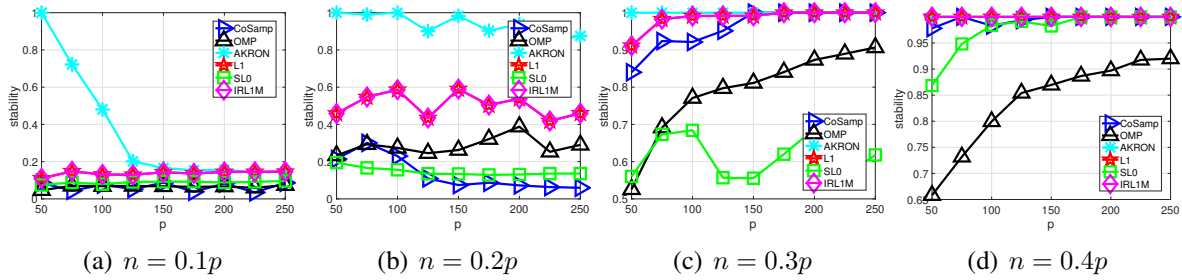 1
0.8
0.6
0.4
0.2
0
stability
50
100
150
200
250
p
CoSamp
OMP
AKRON
L1
SL0
IRL1M
(a) n = 0.1p
1
0.8
0.6
0.4
0.2
0
stability
50
100
150
200
250
p
CoSamp
OMP
AKRON
L1
SL0
IRL1M
(b) n = 0.2p
1
0.9
0.8
0.7
0.6
0.5
stability
50
100
150
200
250
p
CoSamp
OMP
AKRON
L1
SL0
IRL1M
(c) n = 0.3p
0.95
0.9
0.85
0.8
0.75
0.7
0.65
stability
50
100
150
200
250
p
CoSamp
OMP
AKRON
L1
SL0
IRL1M
(d) n = 0.4p